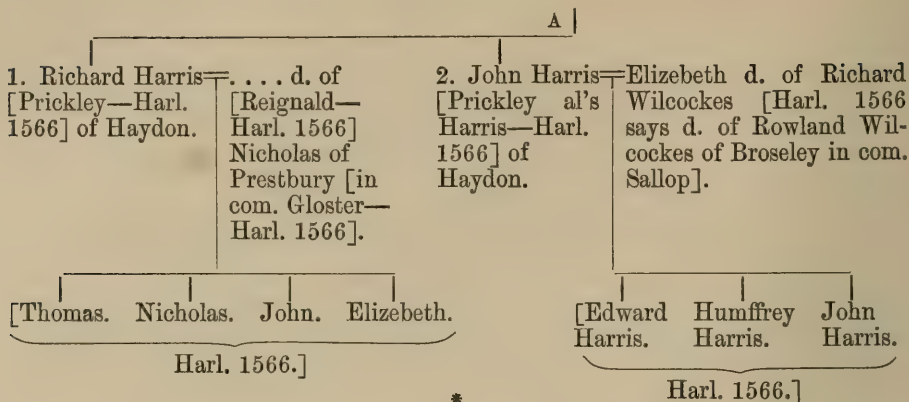 A
1. Richard Harris=. . . . d. of
[Prickley—Harl.
1566] of Haydon.
[Reignald—
Harl. 1566]
Nicholas of
Prestbury [in
com. Gloster—
Harl. 1566].
2. John Harris=Elizebeth d. of Richard
[Prickley al's
Harris—Harl.
1566] of
Haydon.
Wilcockes [Harl. 1566
says d. of Rowland Wil-
cockes of Broseley in com.
Sallop].
[Thomas. Nicholas. John. Elizebeth.
Harl. 1566.]
[Edward Humffrey John
Harris. Harris. Harris.
Harl. 1566.]
*